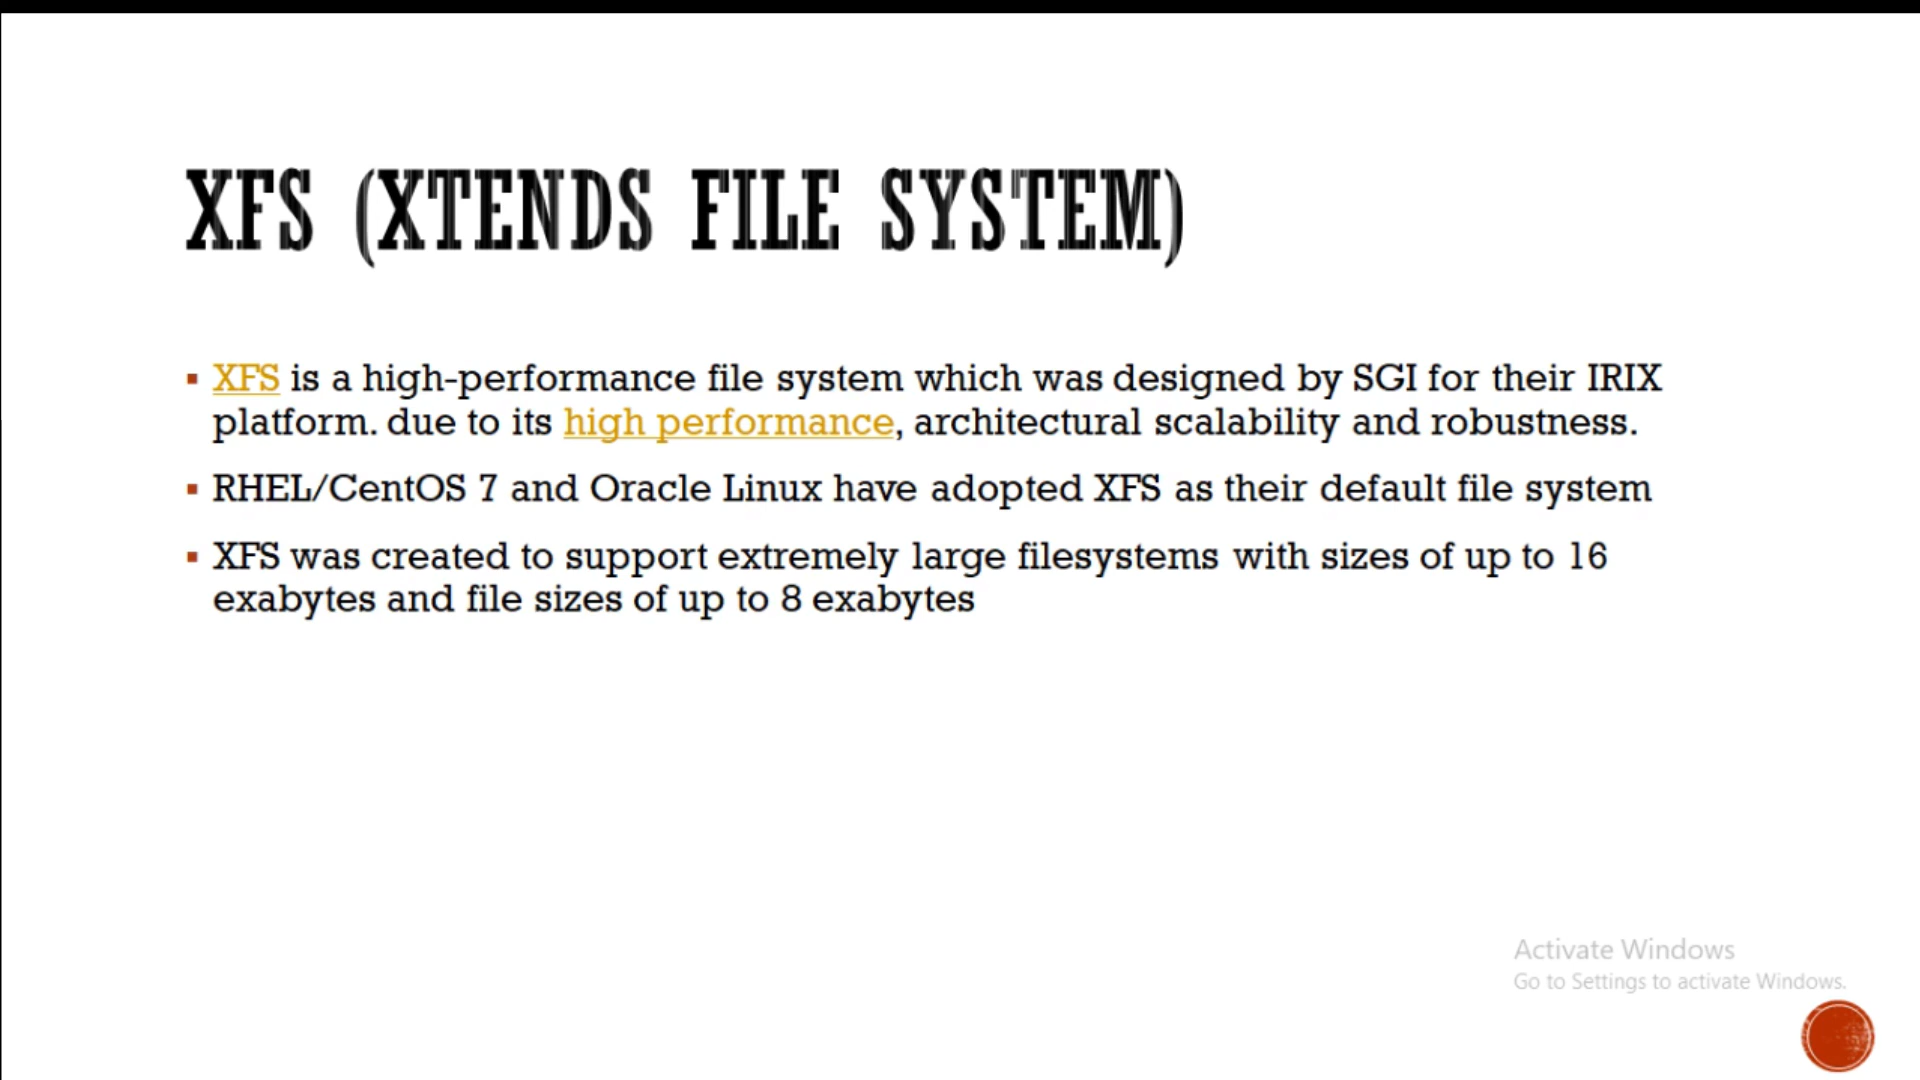 XFS (XTENDS FILE SYSTEM)
XFS is a high-performance file system which was designed by SGI for their IRIX
platform. due to its high performance, architectural scalability and robustness.
RHEL/CentOS 7 and Oracle Linux have adopted XFS as their default file system
XFS was created to support extremely large filesystems with sizes of up to 16
exabytes and file sizes of up to 8 exabytes
Activate Windows
Go to Settings to activate Windows.